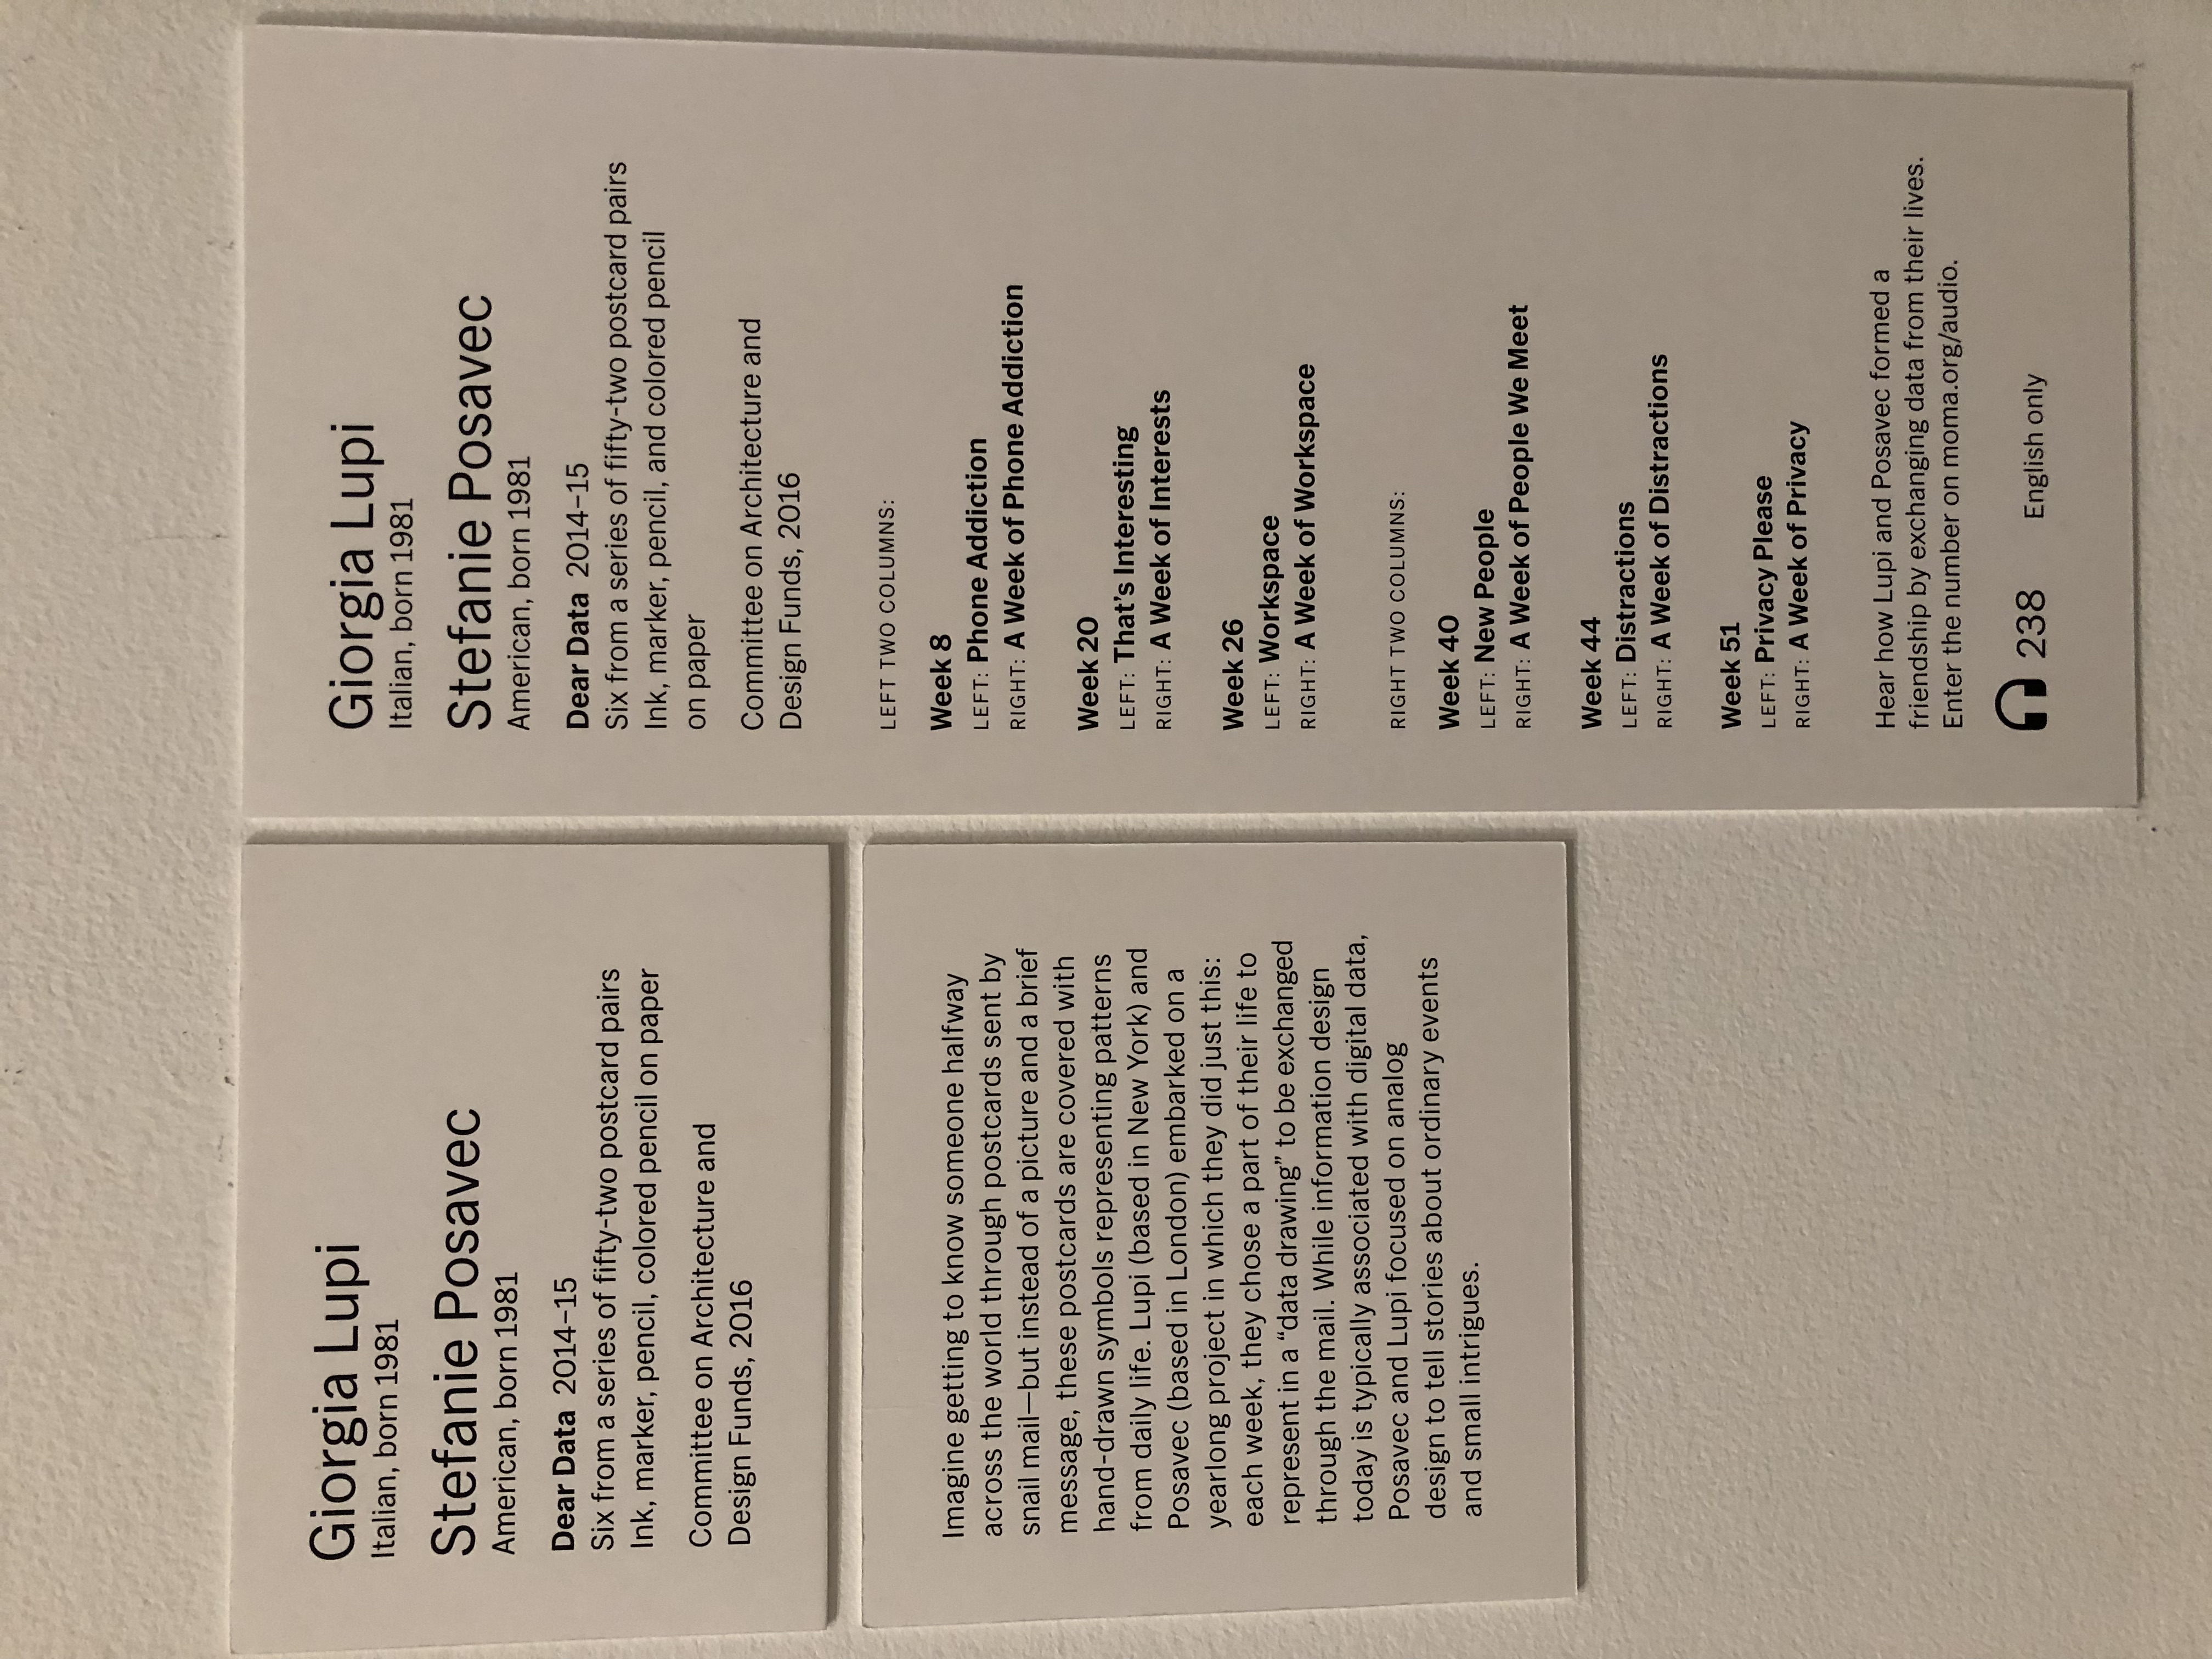 Giorgia Lupi
Italian, born 1981
Stefanie Posavec
American, born 1981
Dear Data 2014–15
Six from a series of fifty-two postcard pairs
Ink, marker, pencil, colored pencil on paper
Committee on Architecture and
Design Funds, 2016
Imagine getting to know someone halfway
across the world through postcards sent by
snail mail—but instead of a picture and a brief
message, these postcards are covered with
hand-drawn symbols representing patterns
from daily life. Lupi (based in New York) and
Posavec (based in London) embarked on a
yearlong project in which they did just this:
each week, they chose a part of their life to
represent in a “data drawing” to be exchanged
through the mail. While information design
today is typically associated with digital data,
Posavec and Lupi focused on analog
design to tell stories about ordinary events
and small intrigues.
Giorgia Lupi
Italian, born 1981
Stefanie Posavec
American, born 1981
Dear Data 2014–15
Six from a series of fifty-two postcard pairs
Ink, marker, pencil, and colored pencil
on paper
Committee on Architecture and
Design Funds, 2016
LEFT TWO COLUMNS:
Week 8
LEFT: Phone Addiction
RIGHT: A Week of Phone Addiction
Week 20
LEFT: That’s Interesting
RIGHT: A Week of Interests
Week 26
LEFT: Workspace
RIGHT: A Week of Workspace
RIGHT TWO COLUMNS:
Week 40
LEFT: New People
RIGHT: A Week of People We Meet
Week 44
LEFT: Distractions
RIGHT: A Week of Distractions
Week 51
LEFT: Privacy Please
RIGHT: A Week of Privacy
Hear how Lupi and Posavec formed a
friendship by exchanging data from their lives.
Enter the number on moma.org/audio.
238 English only